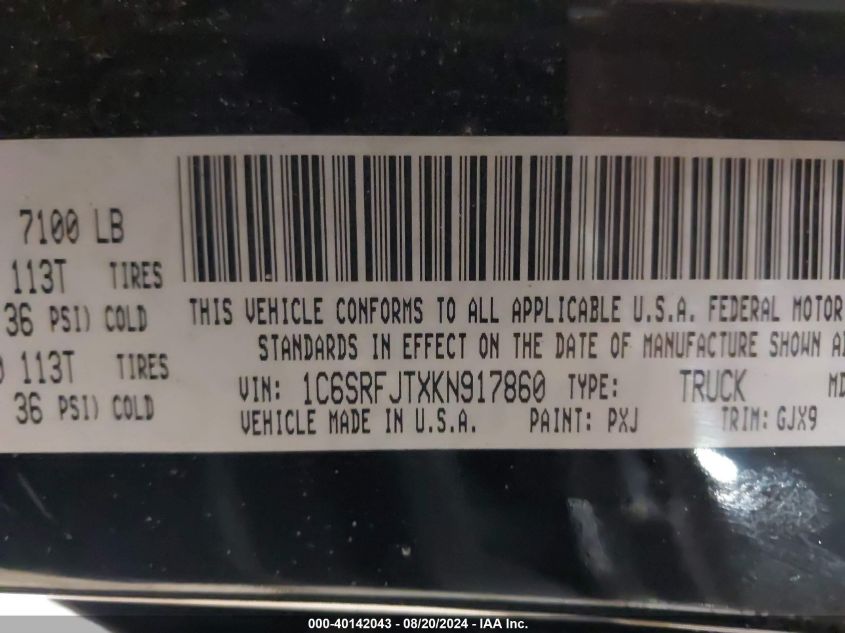 7100 LB
113T TIRES
36 PSI) COLD
113T TIRES
36 PSI) COLD
THIS VEHICLE CONFORMS TO ALL APPLICABLE U.S.A. FEDERAL MOTOR
STANDARDS IN EFFECT ON THE DATE OF MANUFACTURE SHOWN
VIN: 1C6SRFJTXKN917860 TYPE: TRUCK
VEHICLE MADE IN U.S.A. PAINT: PXJ TRIM: GJX9
000-40142043 - 08/20/2024 - IAA Inc.